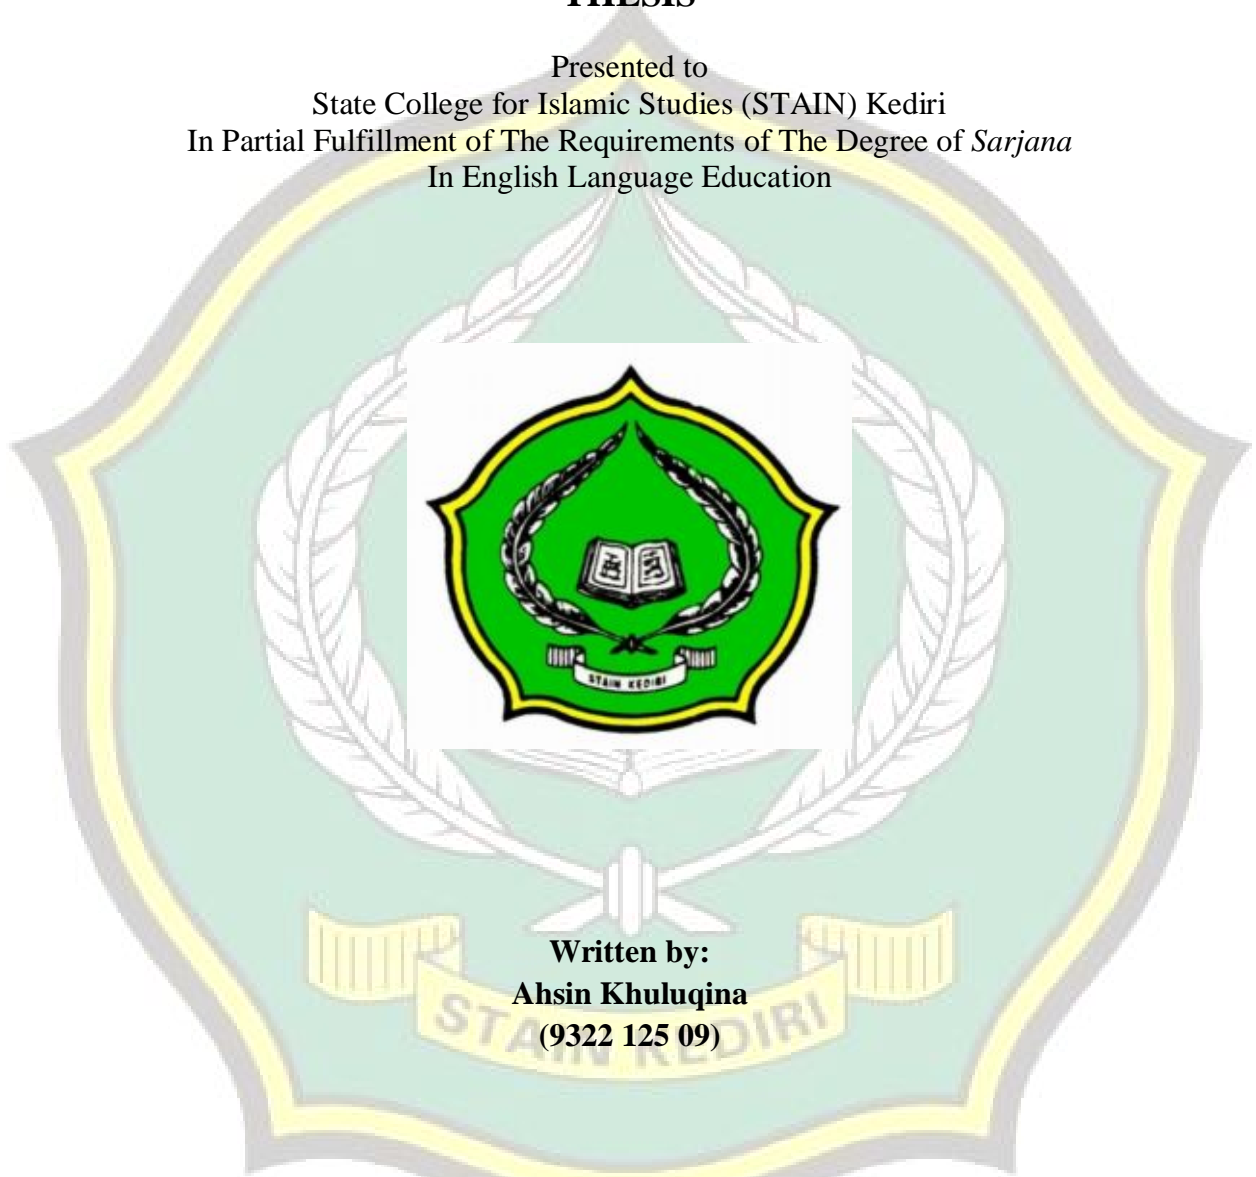 THESIS
Presented to
State College for Islamic Studies (STAIN) Kediri
In Partial Fulfillment of The Requirements of The Degree of Sarjana
In English Language Education
STAIN KEDIRI
Written by:
Ahsin Khuluqina
(9322 125 09)
STAIN KEDIRI